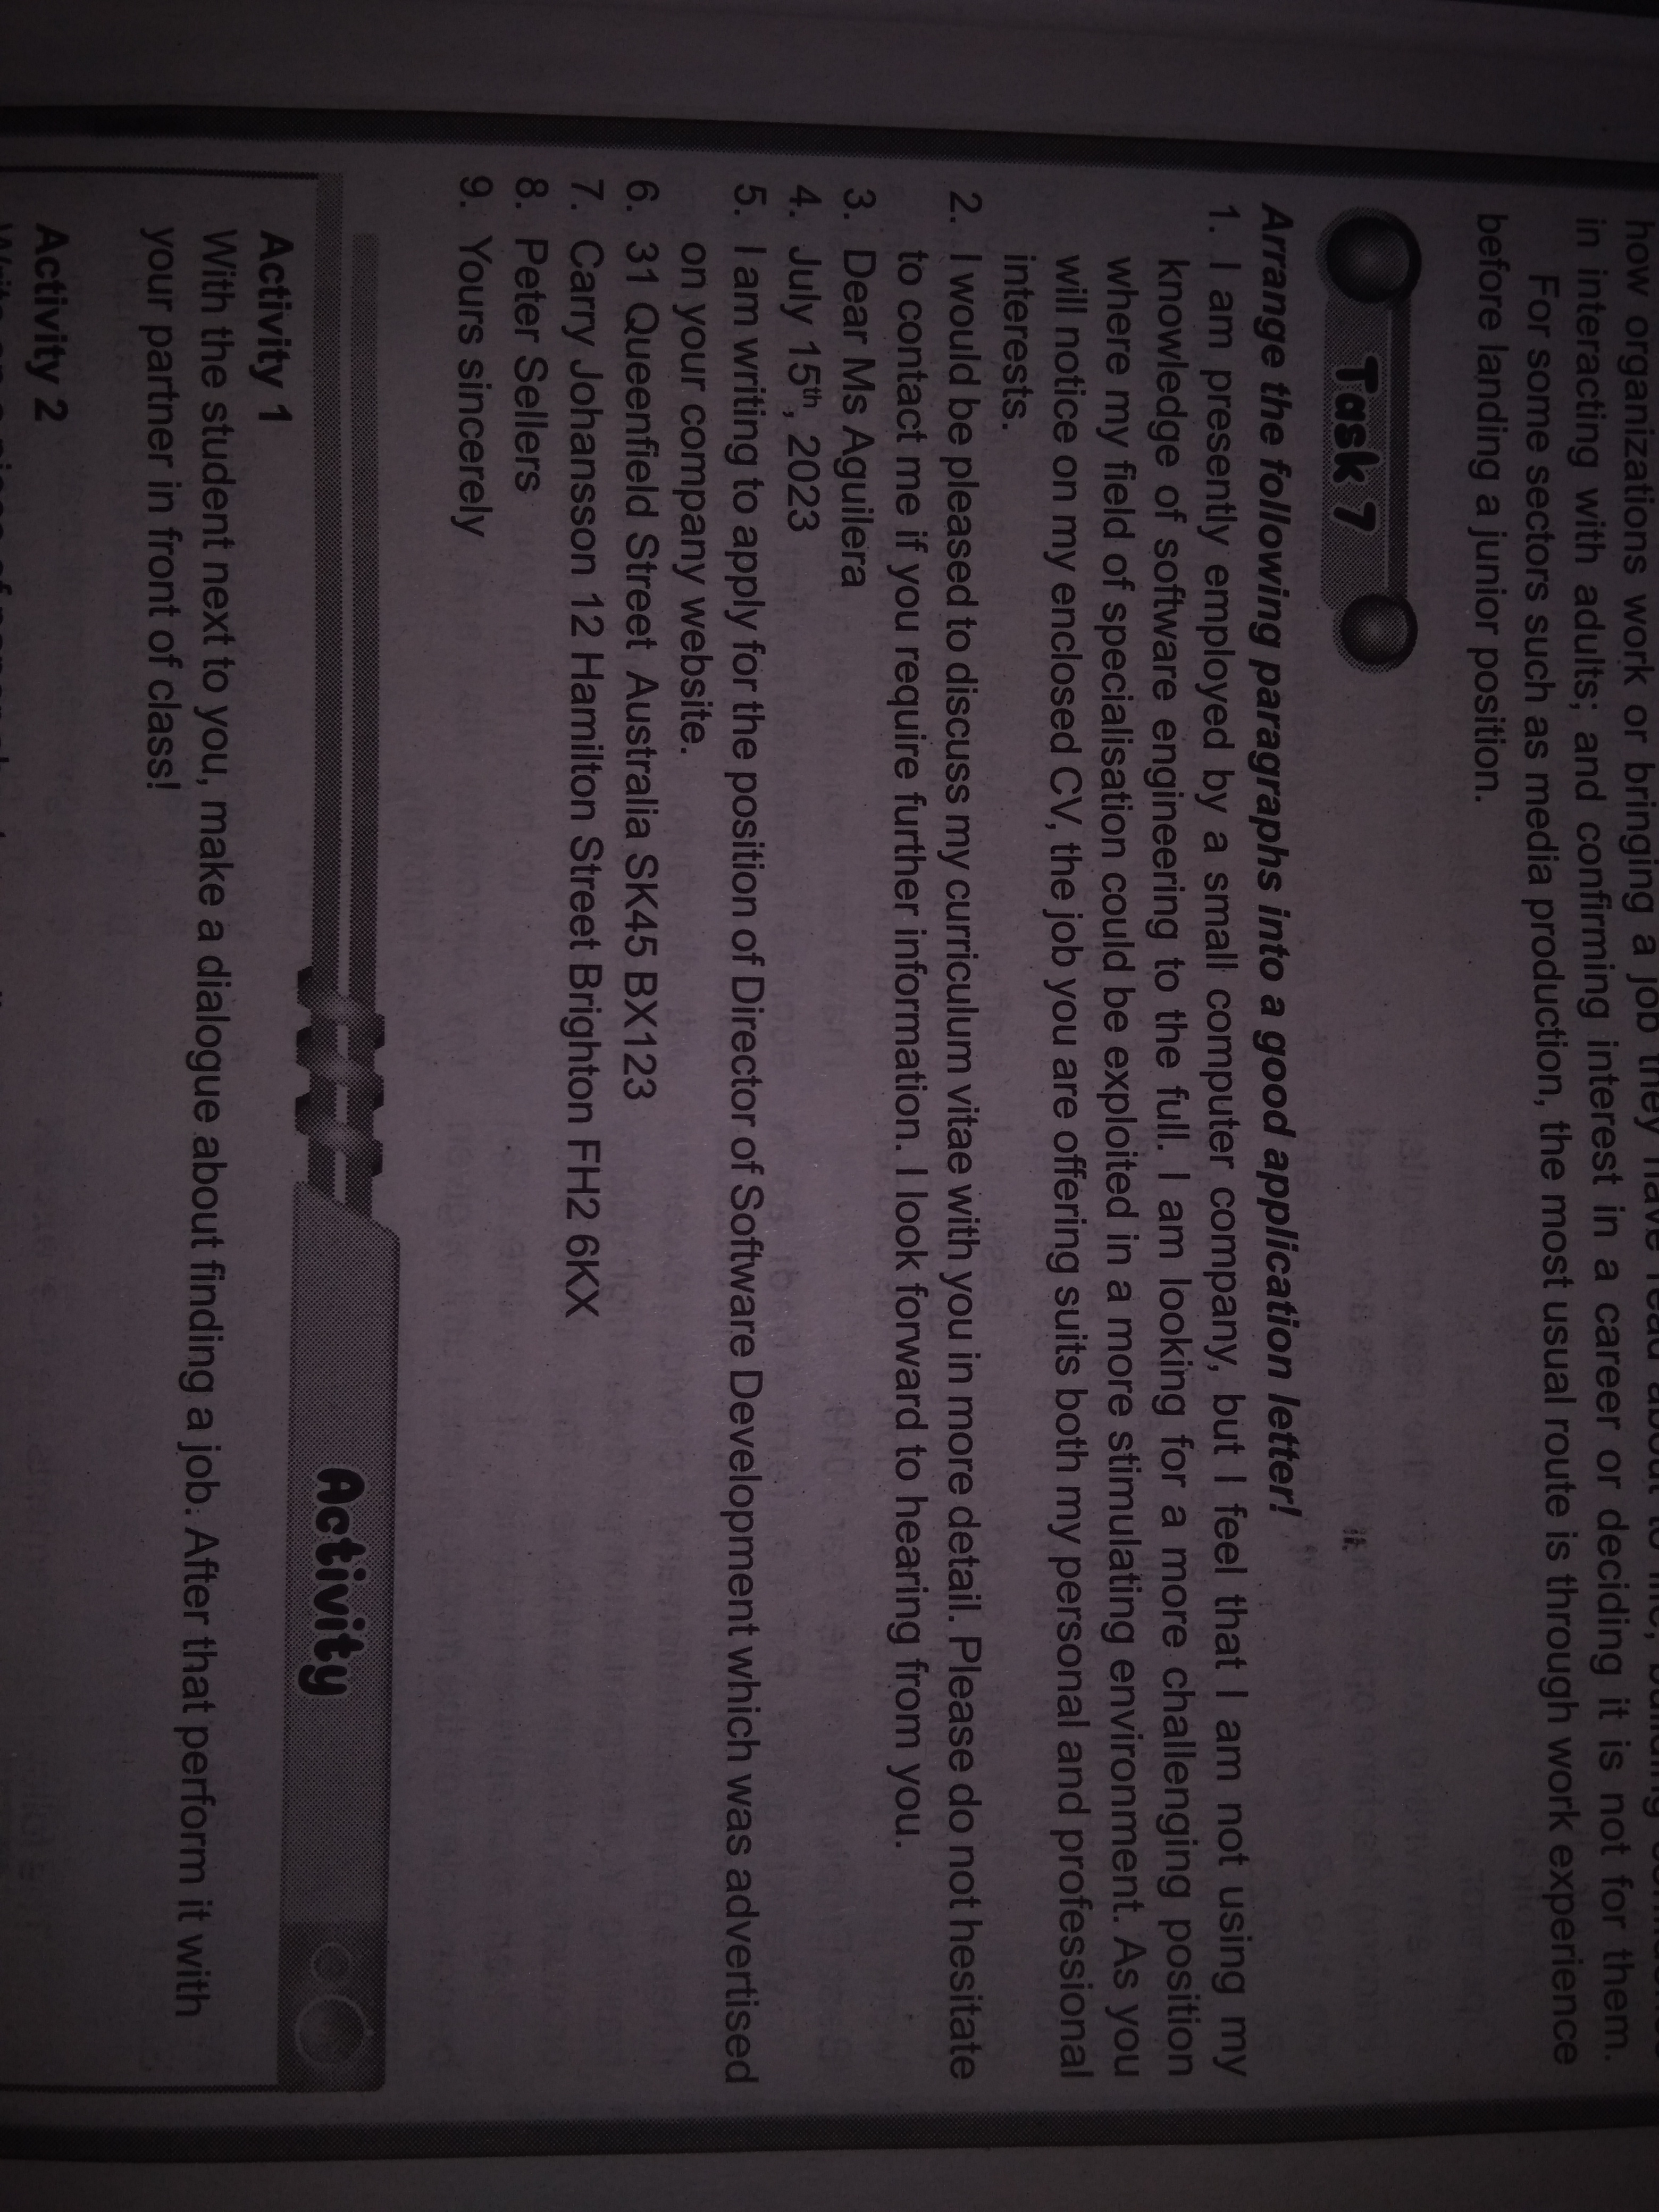 how organizations work or bringing a job they have read about to
in interacting with adults; and confirming interest in a career or deciding it is not for them.
For some sectors such as media production, the most usual route is through work experience
before landing a junior position.
Task 7
Arrange the following paragraphs into a good application letter!
1. I am presently employed by a small computer company, but I feel that I am not using my
knowledge of software engineering to the full. I am looking for a more challenging position
where my field of specialisation could be exploited in a more stimulating environment. As you
will notice on my enclosed CV, the job you are offering suits both my personal and professional
interests.
2. I would be pleased to discuss my curriculum vitae with you in more detail. Please do not hesitate
to contact me if you require further information. I look forward to hearing from you.
3. Dear Ms Aguilera
4. July 15th, 2023
5. I am writing to apply for the position of Director of Software Development which was advertised
on your company website.
6. 31 Queenfield Street Australia SK45 BX123
7. Carry Johansson 12 Hamilton Street Brighton FH2 6KX
8. Peter Sellers
9. Yours sincerely
Activity
Activity 1
With the student next to you, make a dialogue about finding a job. After that perform it with
your partner in front of class!
Activity 2